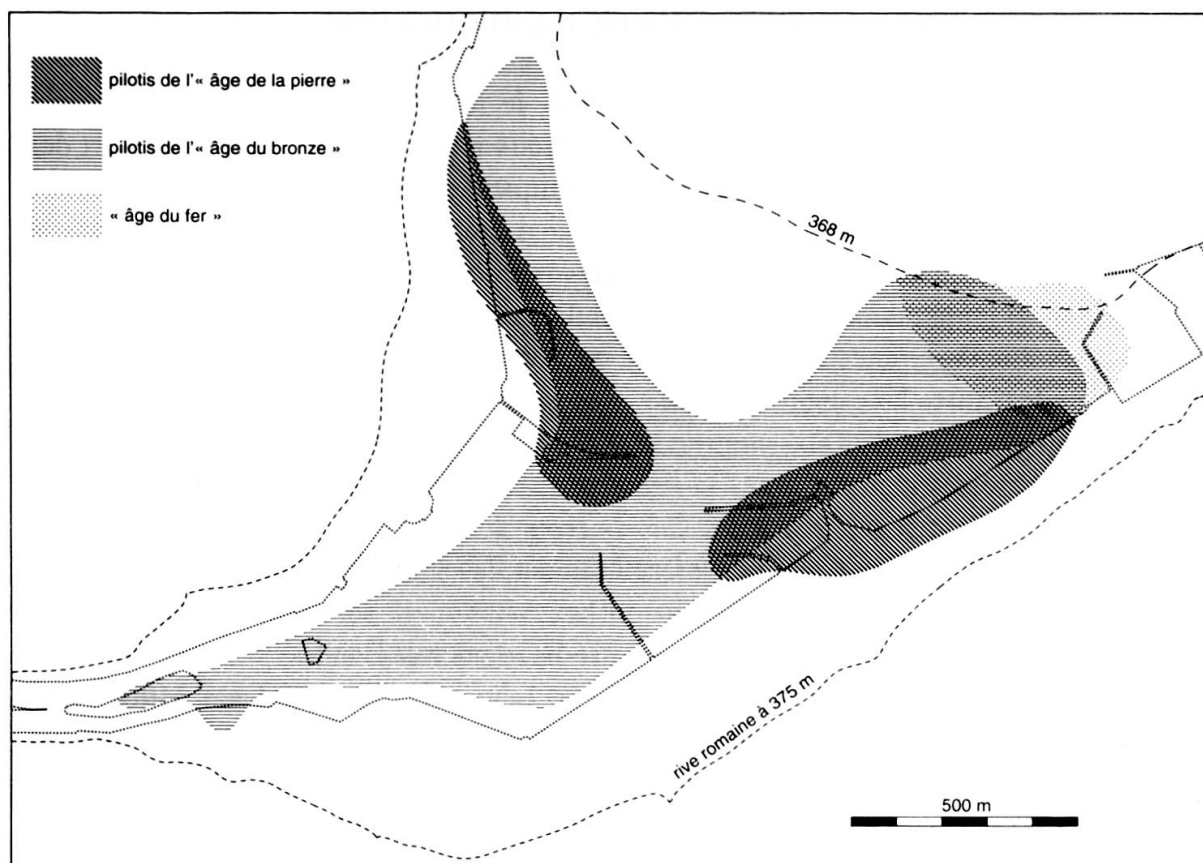 pilotis de l'« âge de la pierre »
pilotis de l'« âge du bronze »
« âge du fer »
368 m
rive romaine à 375 m
500 m